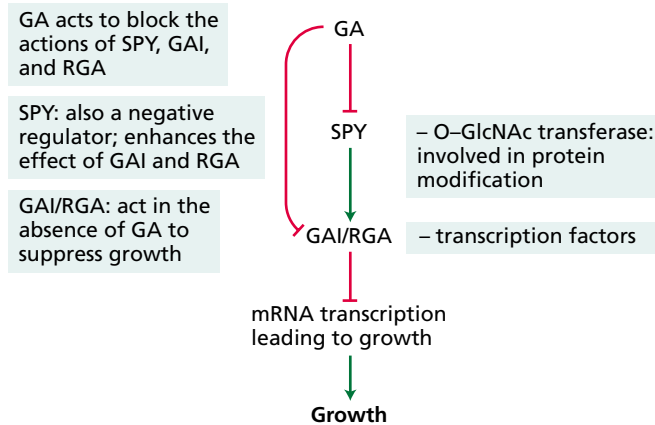 GA acts to block the
actions of SPY, GAI,
and RGA
GA
SPY: also a negative
regulator; enhances the
effect of GAI and RGA
SPY
– O–GlcNAc transferase:
involved in protein
modification
GAI/RGA: act in the
absence of GA to
suppress growth
GAI/RGA
– transcription factors
mRNA transcription
leading to growth
Growth